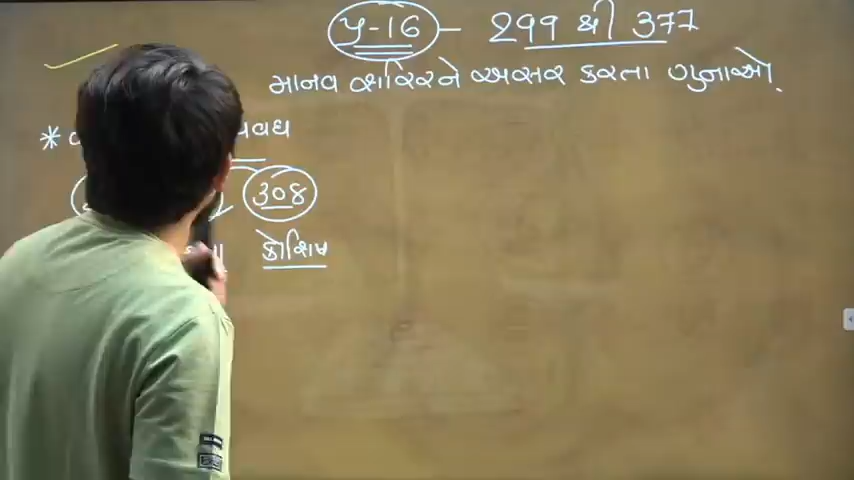 પ્ર-16 - 299 થી 377
માનવ શરિરને અસર કરતા ગુનાઓ.
* વધ
308
કોશિષ